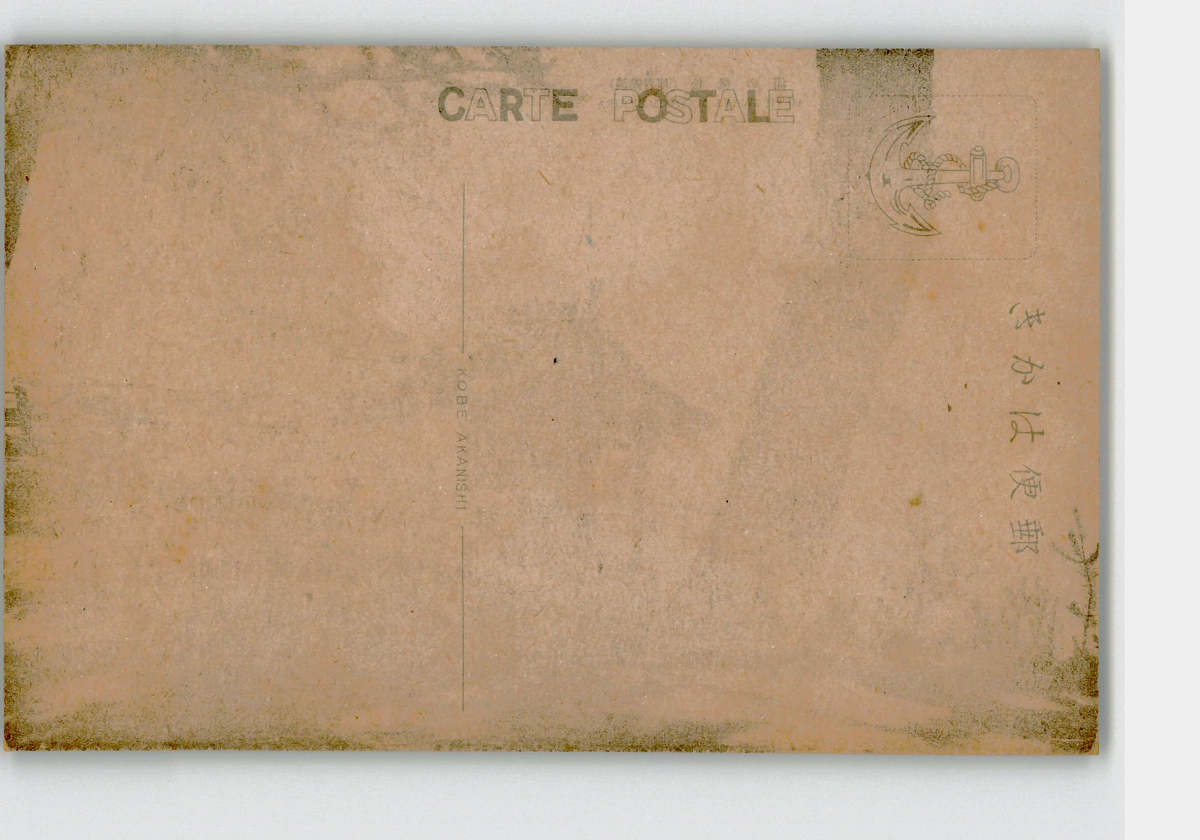 CARTE POSTALE
KOBE AKANISHI
郵便はかき